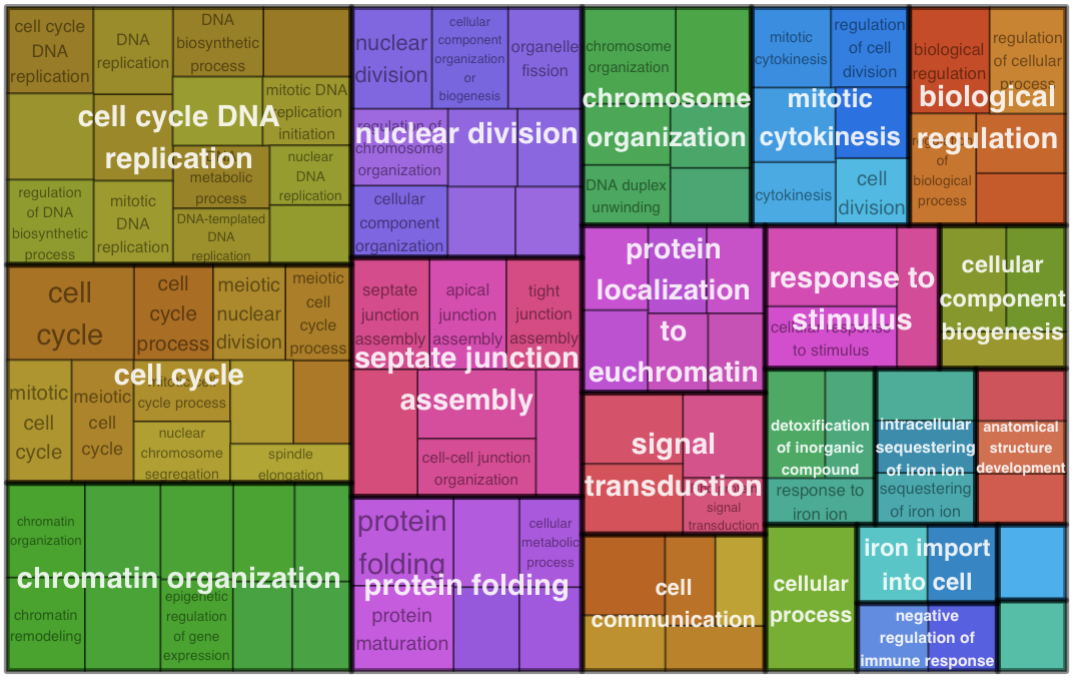 cell cycle
DNA
replication
DNA
replication
DNA
biosynthetic
process
mitotic DNA
replication
initiation
cell cycle DNA
replication
metabolic
process
nuclear
DNA
replication
regulation
of DNA
biosynthetic
process
mitotic
DNA
replication
DNA-templated
DNA
replication
nuclear
division
cellular
component
organization
or
biogenesis
organelle
fission
regulation of
chromosome
organization
nuclear division
cellular
component
organization
chromosome
organization
chromosome
organization
DNA duplex
unwinding
mitotic
cytokinesis
regulation
of cell
division
mitotic
cytokinesis
cytokinesis
cell
division
biological
regulation
regulation
of cellular
process
biological
regulation
of
biological
process
cell
cycle
cell
cycle
process
meiotic
nuclear
division
meiotic
cell
cycle
process
cell cycle
mitotic
cell
cycle
meiotic
cell
cycle
mitotic cell
cycle process
nuclear
chromosome
segregation
spindle
elongation
septate
junction
assembly
apical
junction
assembly
tight
junction
assembly
septate junction
assembly
cell-cell junction
organization
protein
localization
to
euchromatin
response to
stimulus
cellular response
to stimulus
cellular
component
biogenesis
signal
transduction
signal
transduction
detoxification
of inorganic
compound
response to
iron ion
intracellular
sequestering
of iron ion
sequestering
of iron ion
anatomical
structure
development
chromatin
organization
chromatin organization
chromatin
remodeling
epigenetic
regulation
of gene
expression
protein
folding
cellular
metabolic
process
protein folding
protein
maturation
cell
communication
cellular
process
iron import
into cell
negative
regulation of
immune response